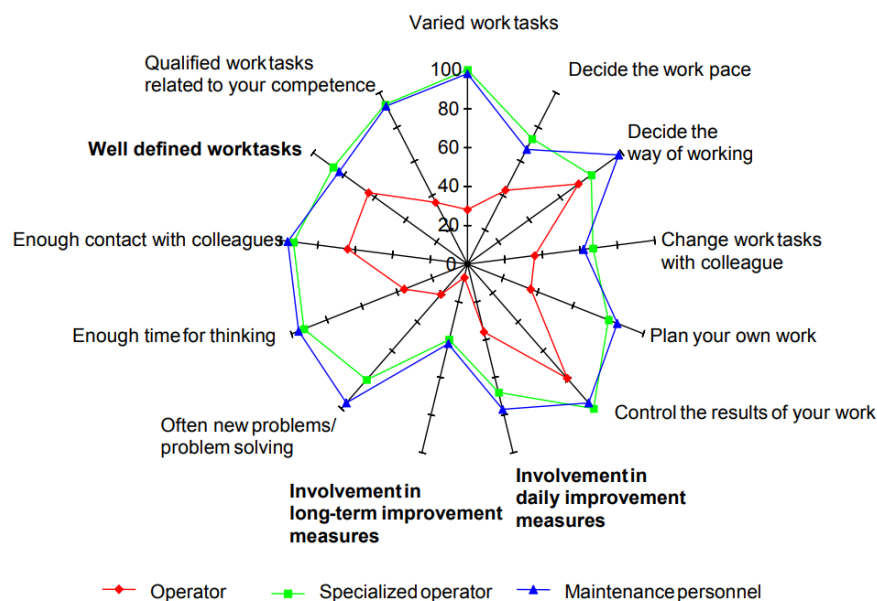 Varied work tasks
Qualified work tasks
related to your competence
Decide the work pace
100
80
60
40
20
0
Decide the
way of working
Well defined worktasks
Enough contact with colleagues
Change work tasks
with colleague
Enough time for thinking
Plan your own work
Often new problems/
problem solving
Control the results of your work
Involvement in
long-term improvement
measures
Involvement in
daily improvement
measures
Operator
Specialized operator
Maintenance personnel